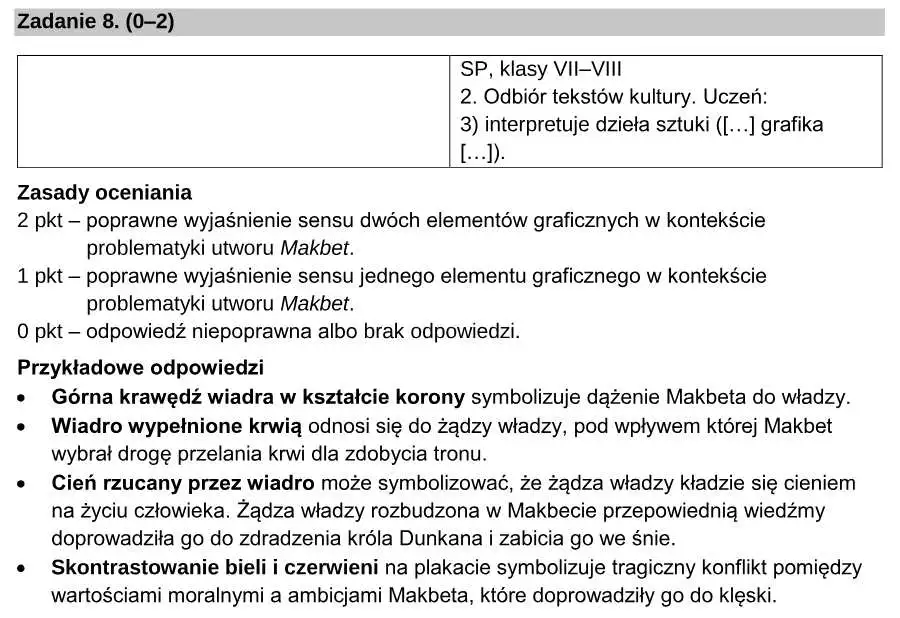 Zadanie 8. (0–2)
SP, klasy VII–VIII
2. Odbiór tekstów kultury. Uczeń:
3) interpretuje dzieła sztuki ([…] grafika
[…]).
Zasady oceniania
2 pkt – poprawne wyjaśnienie sensu dwóch elementów graficznych w kontekście
problematyki utworu Makbet.
1 pkt – poprawne wyjaśnienie sensu jednego elementu graficznego w kontekście
problematyki utworu Makbet.
0 pkt – odpowiedź niepoprawna albo brak odpowiedzi.
Przykładowe odpowiedzi
• Górna krawędź wiadra w kształcie korony symbolizuje dążenie Makbeta do władzy.
• Wiadro wypełnione krwią odnosi się do żądzy władzy, pod wpływem której Makbet
wybrał drogę przelania krwi dla zdobycia tronu.
• Cień rzucany przez wiadro może symbolizować, że żądza władzy kładzie się cieniem
na życiu człowieka. Żądza władzy rozbudzona w Makbecie przepowiednią wiedźmy
doprowadziła go do zdradzenia króla Dunkana i zabicia go we śnie.
• Skontrastowanie bieli i czerwieni na plakacie symbolizuje tragiczny konflikt pomiędzy
wartościami moralnymi a ambicjami Makbeta, które doprowadziły go do klęski.